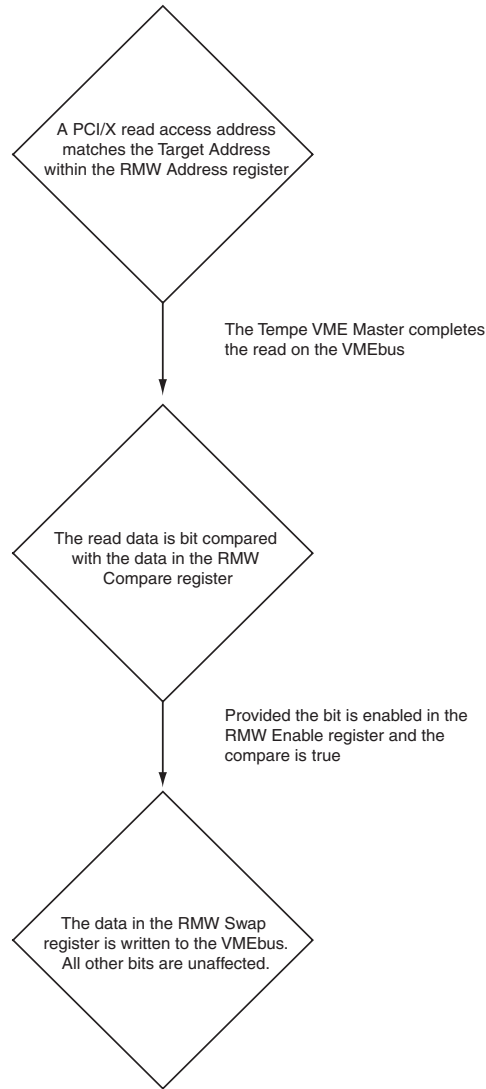 A PCI/X read access address
matches the Target Address
within the RMW Address register
The Tempe VME Master completes
the read on the VMEbus
The read data is bit compared
with the data in the RMW
Compare register
Provided the bit is enabled in the
RMW Enable register and the
compare is true
The data in the RMW Swap
register is written to the VMEbus.
All other bits are unaffected.